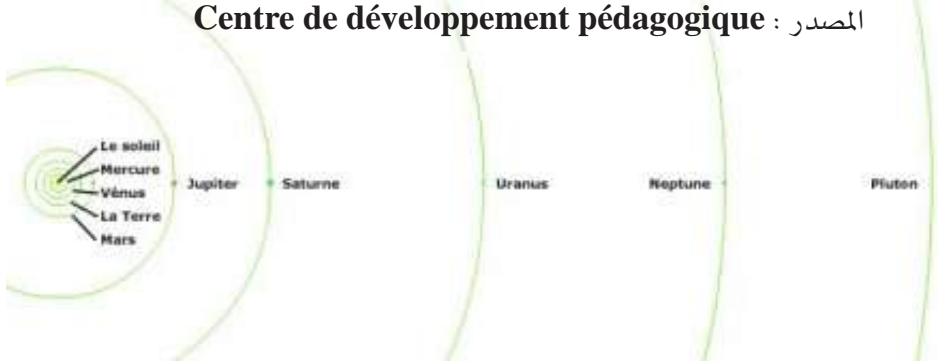 المصدر : Centre de développement pédagogique
Le soleil
Mercure
Vénus
La Terre
Mars
Jupiter
Saturne
Uranus
Neptune
Pluton